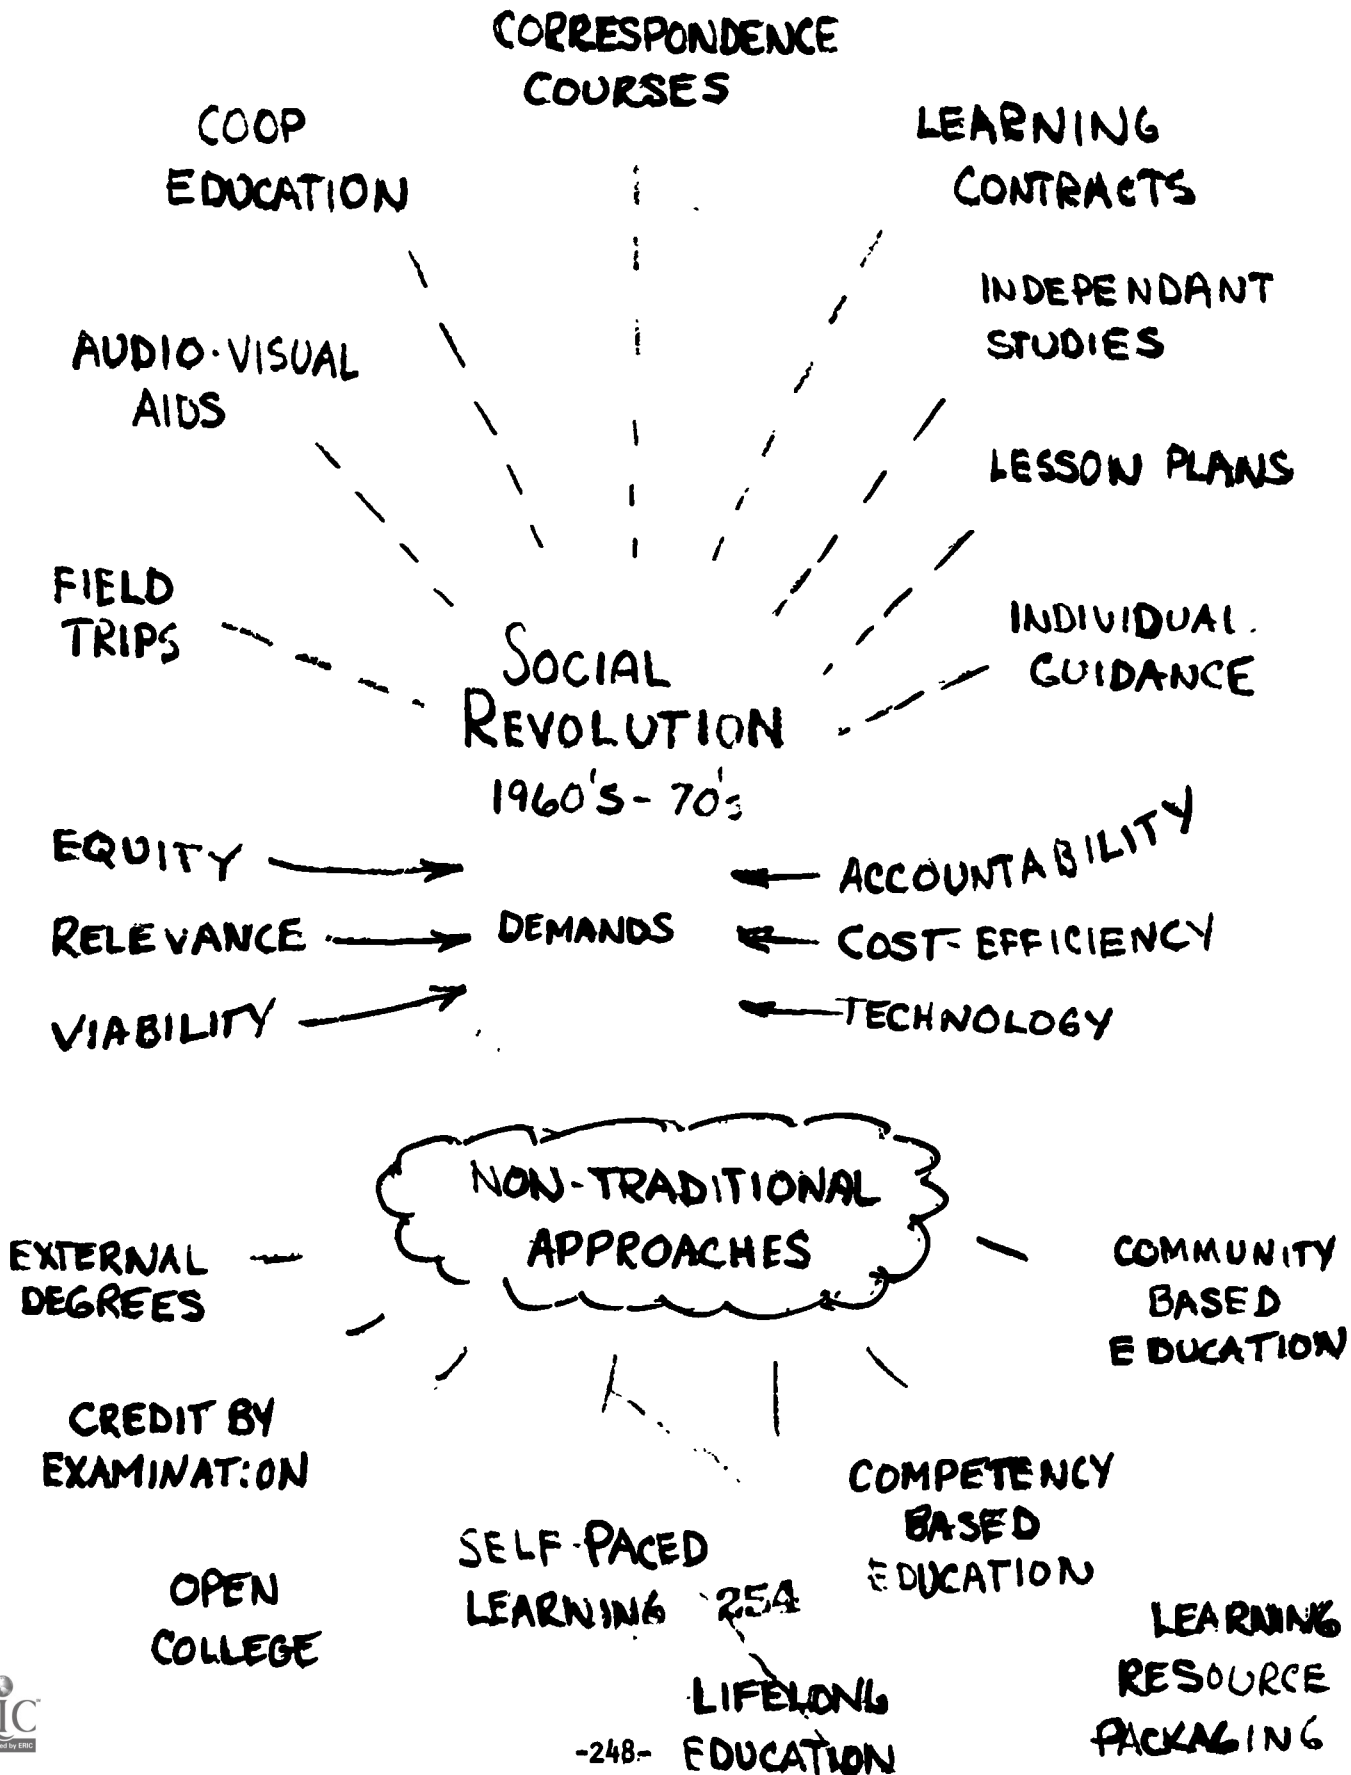 CORRESPONDENCE
COURSES
COOP
EDUCATION
LEARNING
CONTRACTS
INDEPENDANT
STUDIES
AUDIO-VISUAL
AIDS
LESSON PLANS
FIELD
TRIPS
INDIVIDUAL
GUIDANCE
SOCIAL
REVOLUTION
1960'S - 70's
EQUITY
RELEVANCE
VIABILITY
DEMANDS
ACCOUNTABILITY
COST-EFFICIENCY
TECHNOLOGY
NON-TRADITIONAL
APPROACHES
EXTERNAL
DEGREES
COMMUNITY
BASED
EDUCATION
CREDIT BY
EXAMINATION
COMPETENCY
BASED
EDUCATION
SELF-PACED
LEARNING
254
OPEN
COLLEGE
LEARNING
RESOURCE
PACKAGING
LIFELONG
EDUCATION
-248-